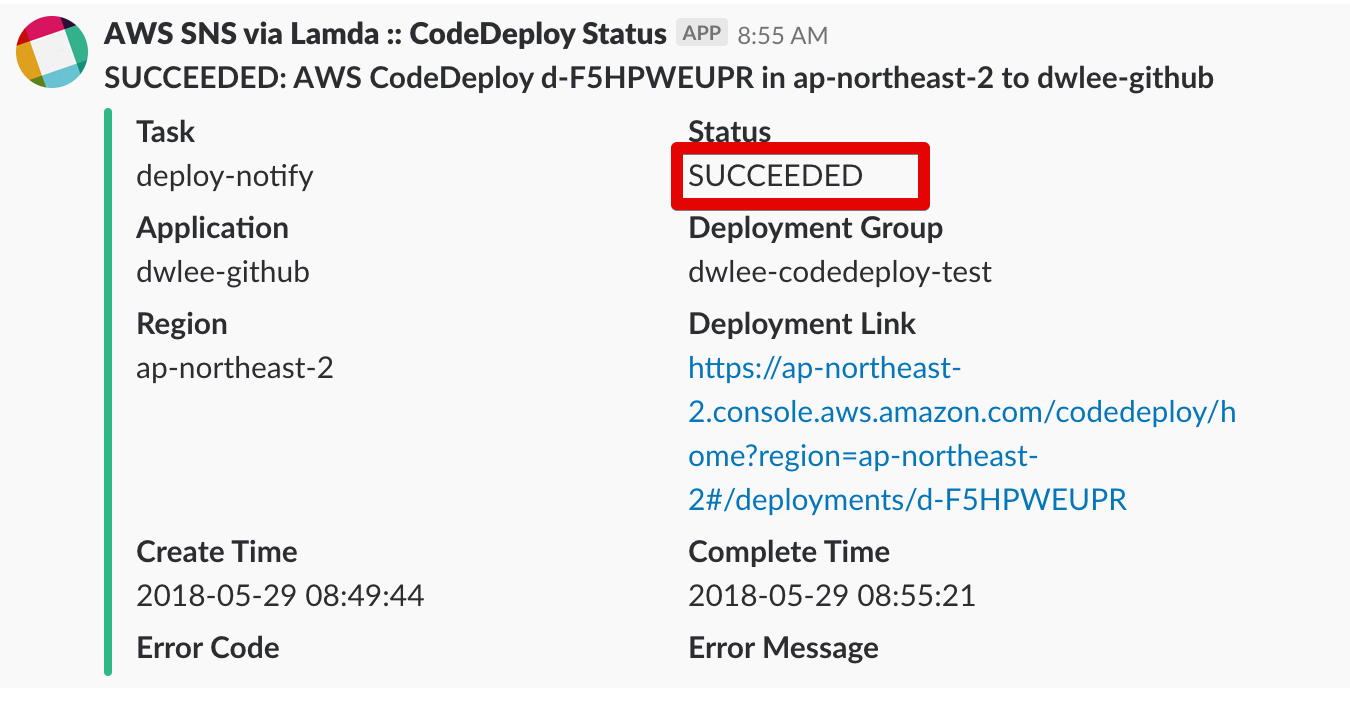 AWS SNS via Lamda :: CodeDeploy Status APP 8:55 AM
SUCCEEDED: AWS CodeDeploy d-F5HPWEUPR in ap-northeast-2 to dwlee-github
Task
deploy-notify
Status
SUCCEEDED
Application
dwlee-github
Deployment Group
dwlee-codedeploy-test
Region
ap-northeast-2
Deployment Link
https://ap-northeast-
2.console.aws.amazon.com/codedeploy/h
ome?region=ap-northeast-
2#/deployments/d-F5HPWEUPR
Create Time
2018-05-29 08:49:44
Complete Time
2018-05-29 08:55:21
Error Code
Error Message